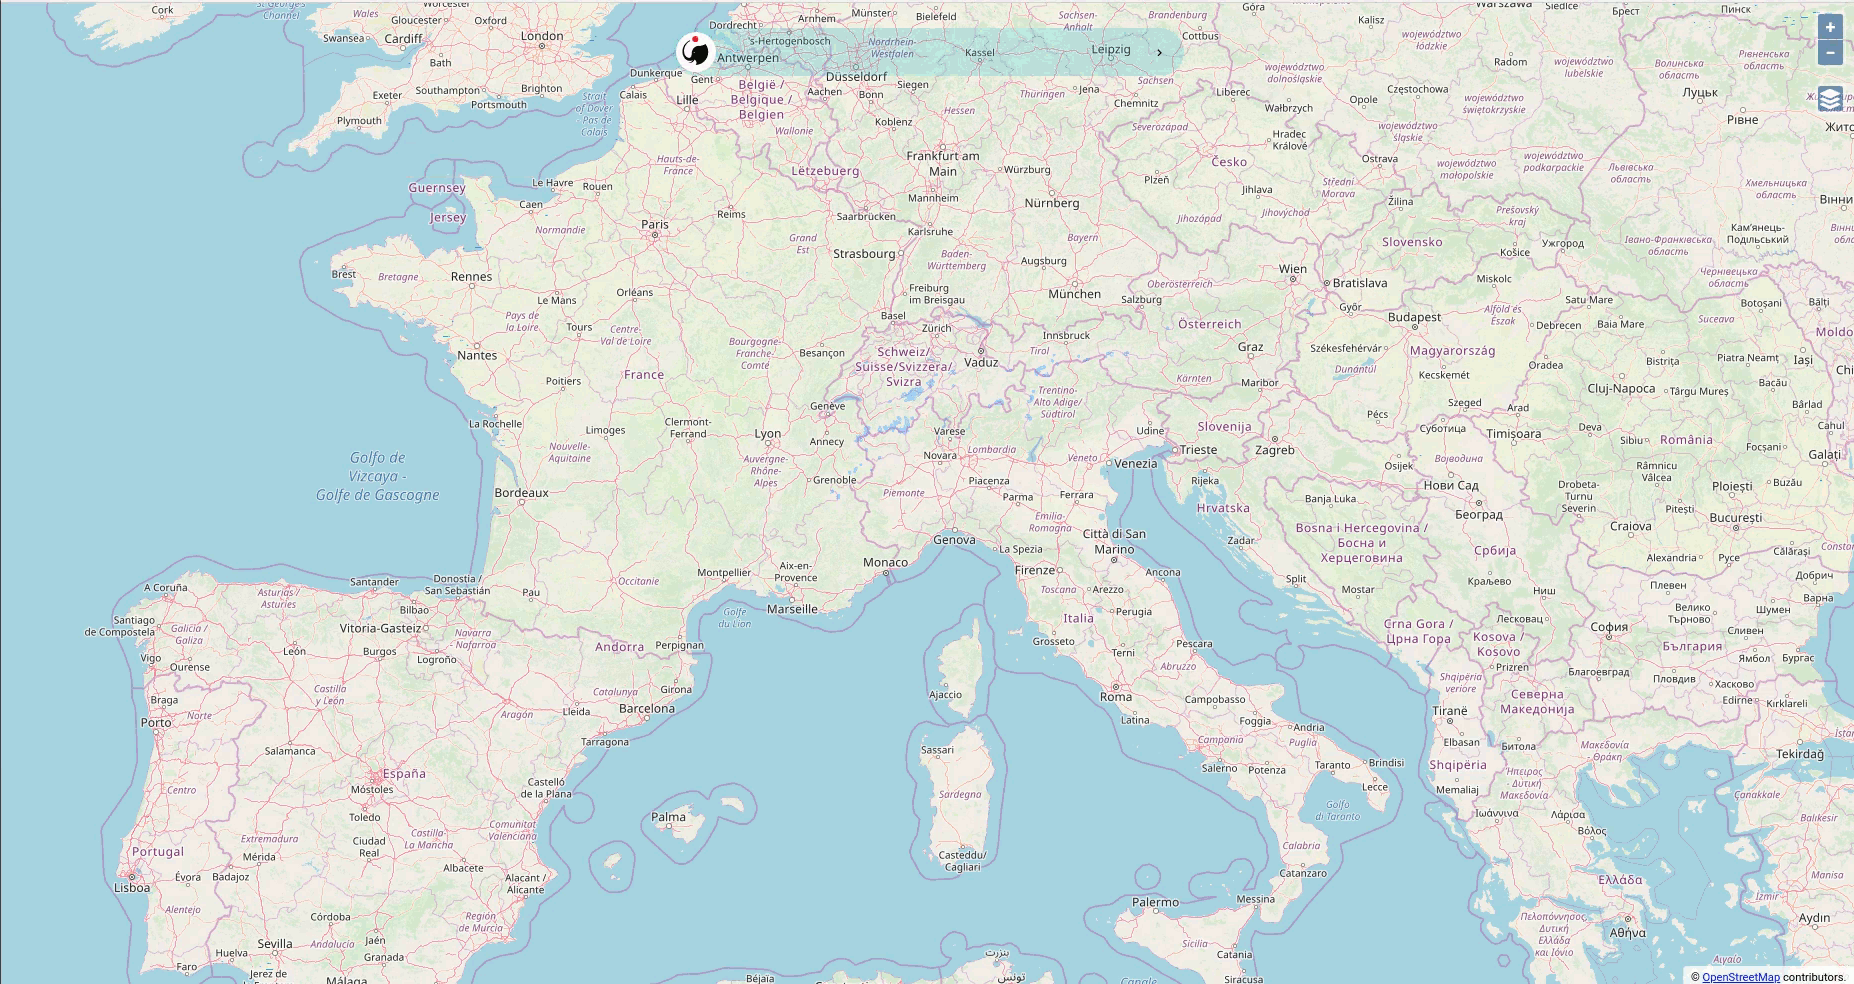 Cork
St George's
Channel
Wales
Gloucester
Oxford
Swansea
Cardiff
London
Bath
Southampton
Brighton
Exeter
Portsmouth
Plymouth
Strait
of Dover
- Pas
de
Calais
Dordrecht
Arnhem
Münster
Bielefeld
Sachsen-
Anhalt
Brandenburg
Góra
Kalisz
Warszawa
Siedlce
Брест
Пинск
's-Hertogenbosch
Nordrhein-
Westfalen
Kassel
Leipzig
Cottbus
województwo
łódzkie
Antwerpen
Dunkerque
Gent
Düsseldorf
Calais
Lille
België /
Belgique /
Belgien
Aachen
Bonn
Siegen
Thüringen
Jena
Sachsen
Chemnitz
województwo
dolnośląskie
Radom
województwo
lubelskie
Волинська
область
Рівненська
область
Луцьк
Рівне
Liberec
Wałbrzych
Opole
Częstochowa
województwo
świętokrzyskie
Hessen
Koblenz
Wallonie
Severozápad
Hradec
Králové
województwo
śląskie
Ostrava
województwo
małopolskie
województwo
podkarpackie
Львівська
область
Хмельницька
область
Hauts-de-
France
Lëtzebuerg
Frankfurt am
Main
Würzburg
Česko
Plzeň
Jihlava
Střední
Morava
Guernsey
Jersey
Le Havre
Rouen
Caen
Reims
Paris
Normandie
Saarbrücken
Mannheim
Nürnberg
Karlsruhe
Grand
Est
Strasbourg
Baden-
Württemberg
Bayern
Jihozápad
Jihovýchod
Žilina
Prešovský
kraj
Slovensko
Košice
Ужгород
Івано-Франківська
область
Кам'янець-
Подільський
Чернівецька
область
Brest
Bretagne
Rennes
Le Mans
Orléans
Augsburg
München
Freiburg
im Breisgau
Salzburg
Oberösterreich
Wien
Bratislava
Győr
Miskolc
Satu Mare
Botoșani
Bălți
Pays de
la Loire
Tours
Centre-
Val de Loire
Bourgogne-
Franche-
Comté
Besançon
Basel
Zürich
Innsbruck
Österreich
Budapest
Alföld és
Észak
Debrecen
Baia Mare
Suceava
Nantes
Poitiers
France
Schweiz/
Suisse/Svizzera/
Svizra
Vaduz
Tirol
Graz
Székesfehérvár
Dunántúl
Magyarország
Kecskemét
Oradea
Bistrița
Piatra Neamț
Iași
Cluj-Napoca
Târgu Mureș
Bacău
Genève
Trentino-
Alto Adige/
Südtirol
Kärnten
Maribor
Pécs
Szeged
Arad
Bârlad
La Rochelle
Limoges
Clermont-
Ferrand
Lyon
Annecy
Varese
Udine
Slovenija
Zagreb
Суботица
Timișoara
Deva
Sibiu
România
Focșani
Cahul
Galați
Golfo de
Vizcaya -
Golfe de Gascogne
Nouvelle-
Aquitaine
Auvergne-
Rhône-
Alpes
Grenoble
Novara
Lombardia
Veneto
Venezia
Trieste
Rijeka
Osijek
Војводина
Râmnicu
Vâlcea
Ploiești
Buzău
Bordeaux
Piemonte
Piacenza
Parma
Ferrara
Hrvatska
Banja Luka
Нови Сад
Београд
Drobeta-
Turnu
Severin
Craiova
Pitești
București
Emilia-
Romagna
Genova
La Spezia
Città di San
Marino
Zadar
Bosna i Hercegovina /
Босна и
Херцеговина
Србија
Alexandria
Русе
Călărași
Monaco
Firenze
Ancona
Split
Mostar
Краљево
Ниш
Плевен
Добрич
A Coruña
Santander
Donostia /
San Sebastián
Pau
Occitanie
Montpellier
Aix-en-
Provence
Marseille
Toscana
Arezzo
Perugia
Asturias /
Asturies
Bilbao
Golfe
du Lion
Italia
Santiago
de Compostela
Galicia /
Galiza
Vitoria-Gasteiz
Navarra
Nafarroa
Grosseto
Crna Gora /
Црна Гора
Kosova /
Kosovo
Лесковац
София
Велико
Търново
Шумен
Варна
Сливен
Vigo
Ourense
León
Burgos
Logroño
Andorra
Perpignan
Terni
Pescara
Abruzzo
Prizren
България
Благоевград
Пловдив
Ямбол
Бургас
Хасково
Braga
Norte
Castilla
y León
Catalunya
Girona
Ajaccio
Roma
Campobasso
Shqipëria
veriore
Северна
Македонија
Edirne
Kırklareli
Porto
Aragón
Lleida
Barcelona
Latina
Foggia
Andria
Tiranë
Salamanca
Tarragona
Sassari
Campania
Puglia
Elbasan
Битола
Tekirdağ
España
Móstoles
Castelló
de la Plana
Salerno
Potenza
Taranto
Brindisi
Shqipëria
Centro
Toledo
Palma
Sardegna
Lecce
Golfo
di Taranto
Memaliaj
Ιωάννινα
Λάρισα
Βόλος
Çanakkale
Balıkesir
Portugal
Extremadura
Ciudad
Real
Castilla-
La Mancha
Comunitat
Valenciana
Calabria
Mérida
Badajoz
Albacete
Alacant /
Alicante
Casteddu/
Cagliari
Catanzaro
Ελλάδα
Manisa
Lisboa
Évora
Alentejo
Palermo
Messina
İzmir
Córdoba
Región
de Murcia
Πελοπόννησος,
Δυτική
Ελλάδα
και Ιόνιο
Αθήνα
Aydın
Sevilla
Andalucía
Jaén
Granada
Sicilia
Catania
Faro
Huelva
Jerez de
Málaga
Béjaïa
بنزرت
تونس
Siracusa
© OpenStreetMap contributors.